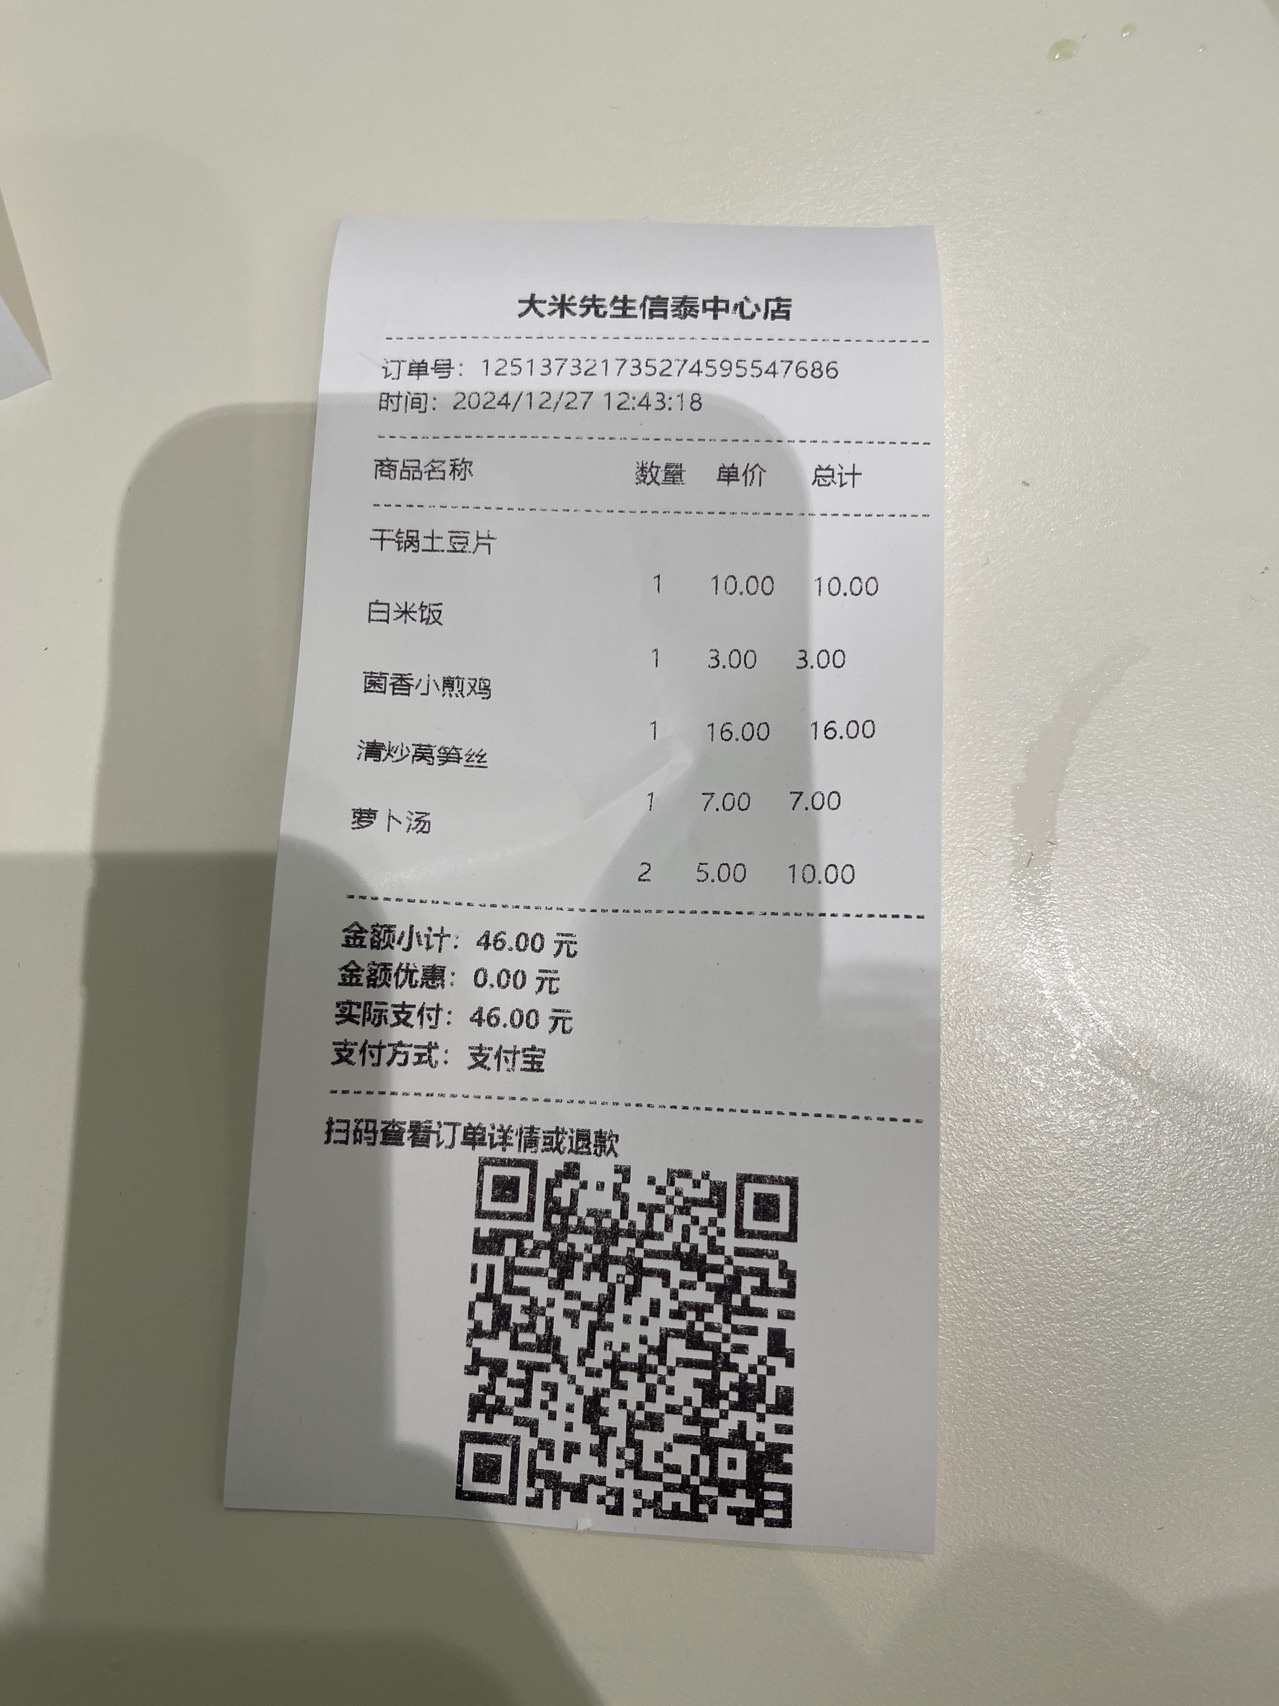 大米先生信泰中心店
订单号：1251373217352745955476​86
时间：2024/12/27 12:43:18
商品名称 数量 单价 总计
干锅土豆片
1 10.00 10.00
白米饭
1 3.00 3.00
菌香小煎鸡
1 16.00 16.00
清炒莴笋丝
1 7.00 7.00
萝卜汤
2 5.00 10.00
金额小计：46.00 元
金额优惠：0.00 元
实际支付：46.00 元
支付方式：支付宝
扫码查看订单详情或退款